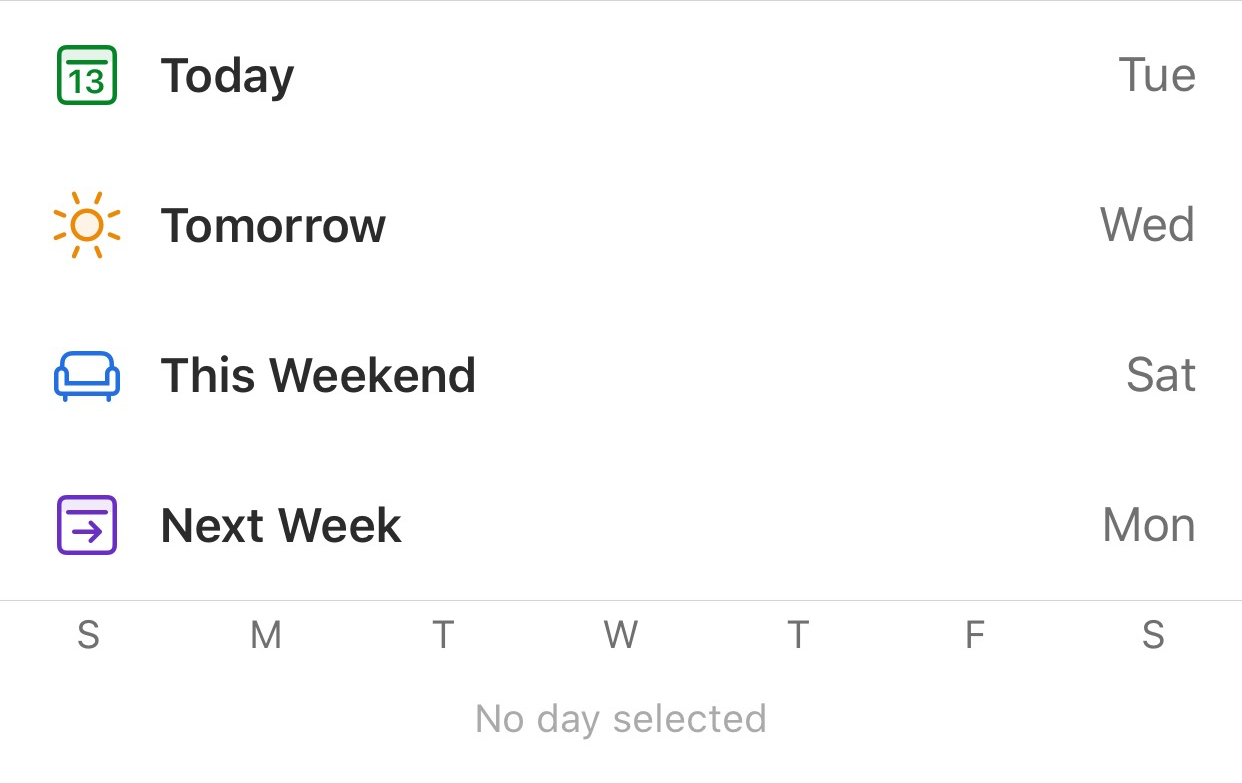 13 Today Tue
Tomorrow Wed
This Weekend Sat
Next Week Mon
S M T W T F S
No day selected